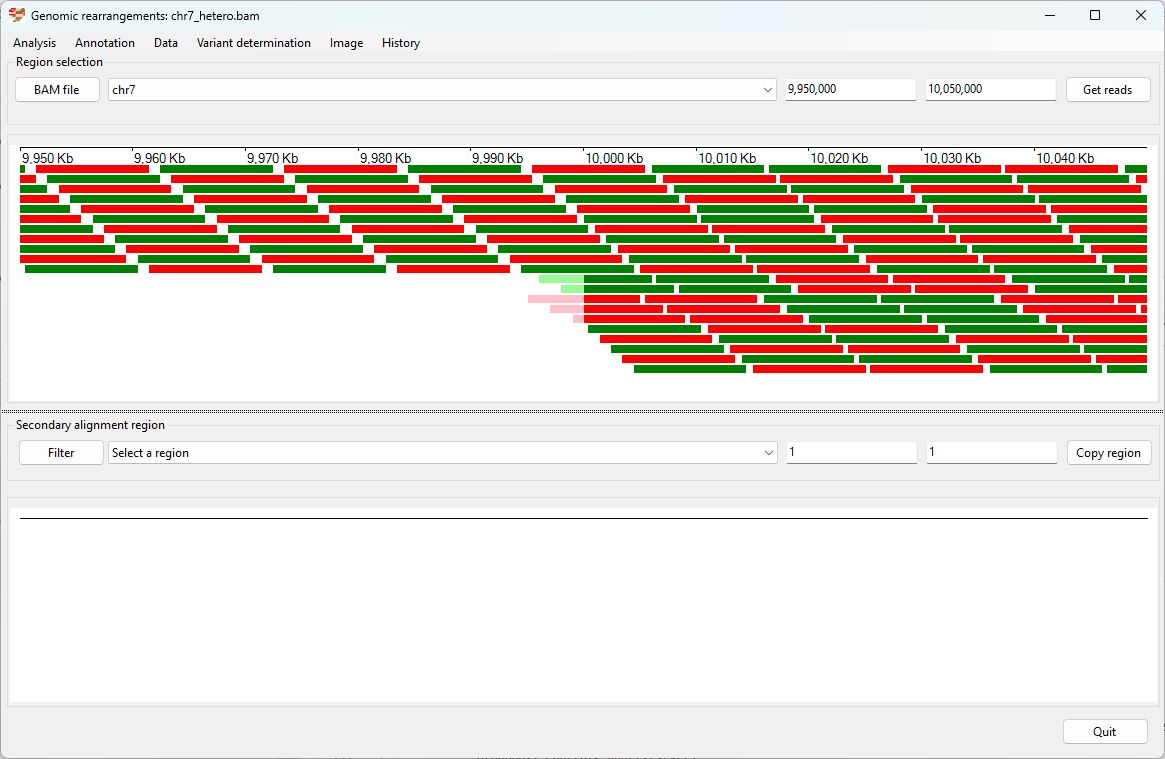 Genomic rearrangements: chr7_hetero.bam
Analysis Annotation Data Variant determination Image History
Region selection
BAM file chr7 9,950,000 10,050,000 Get reads
9,950 Kb 9,960 Kb 9,970 Kb 9,980 Kb 9,990 Kb 10,000 Kb 10,010 Kb 10,020 Kb 10,030 Kb 10,040 Kb
Secondary alignment region
Filter Select a region 1 1 Copy region
Quit